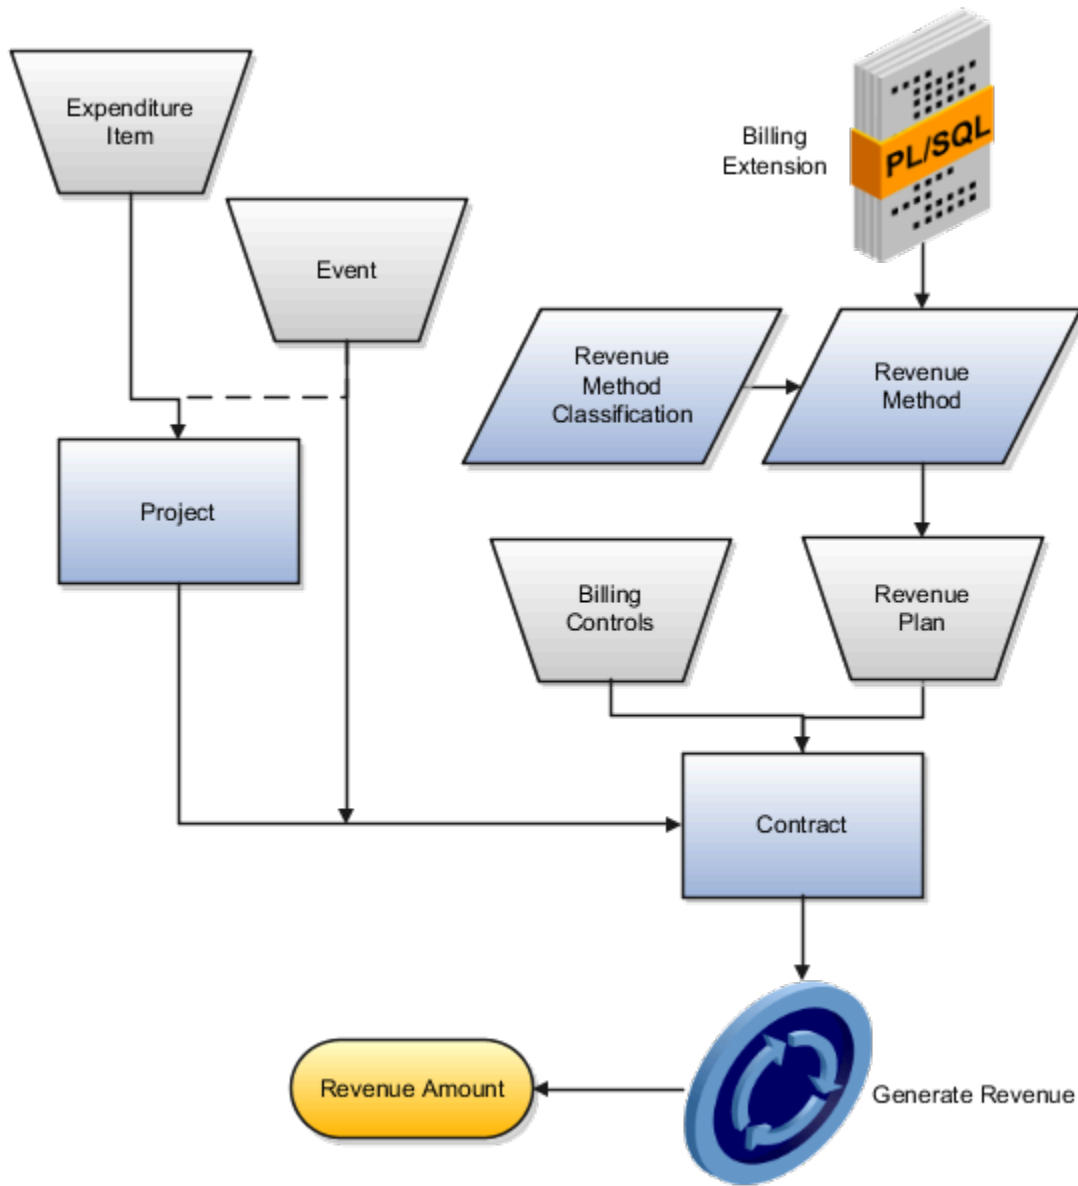 Expenditure
Item
Billing
Extension
PL/SQL
Event
Revenue
Method
Classification
Revenue
Method
Project
Billing
Controls
Revenue
Plan
Contract
Revenue Amount
Generate Revenue